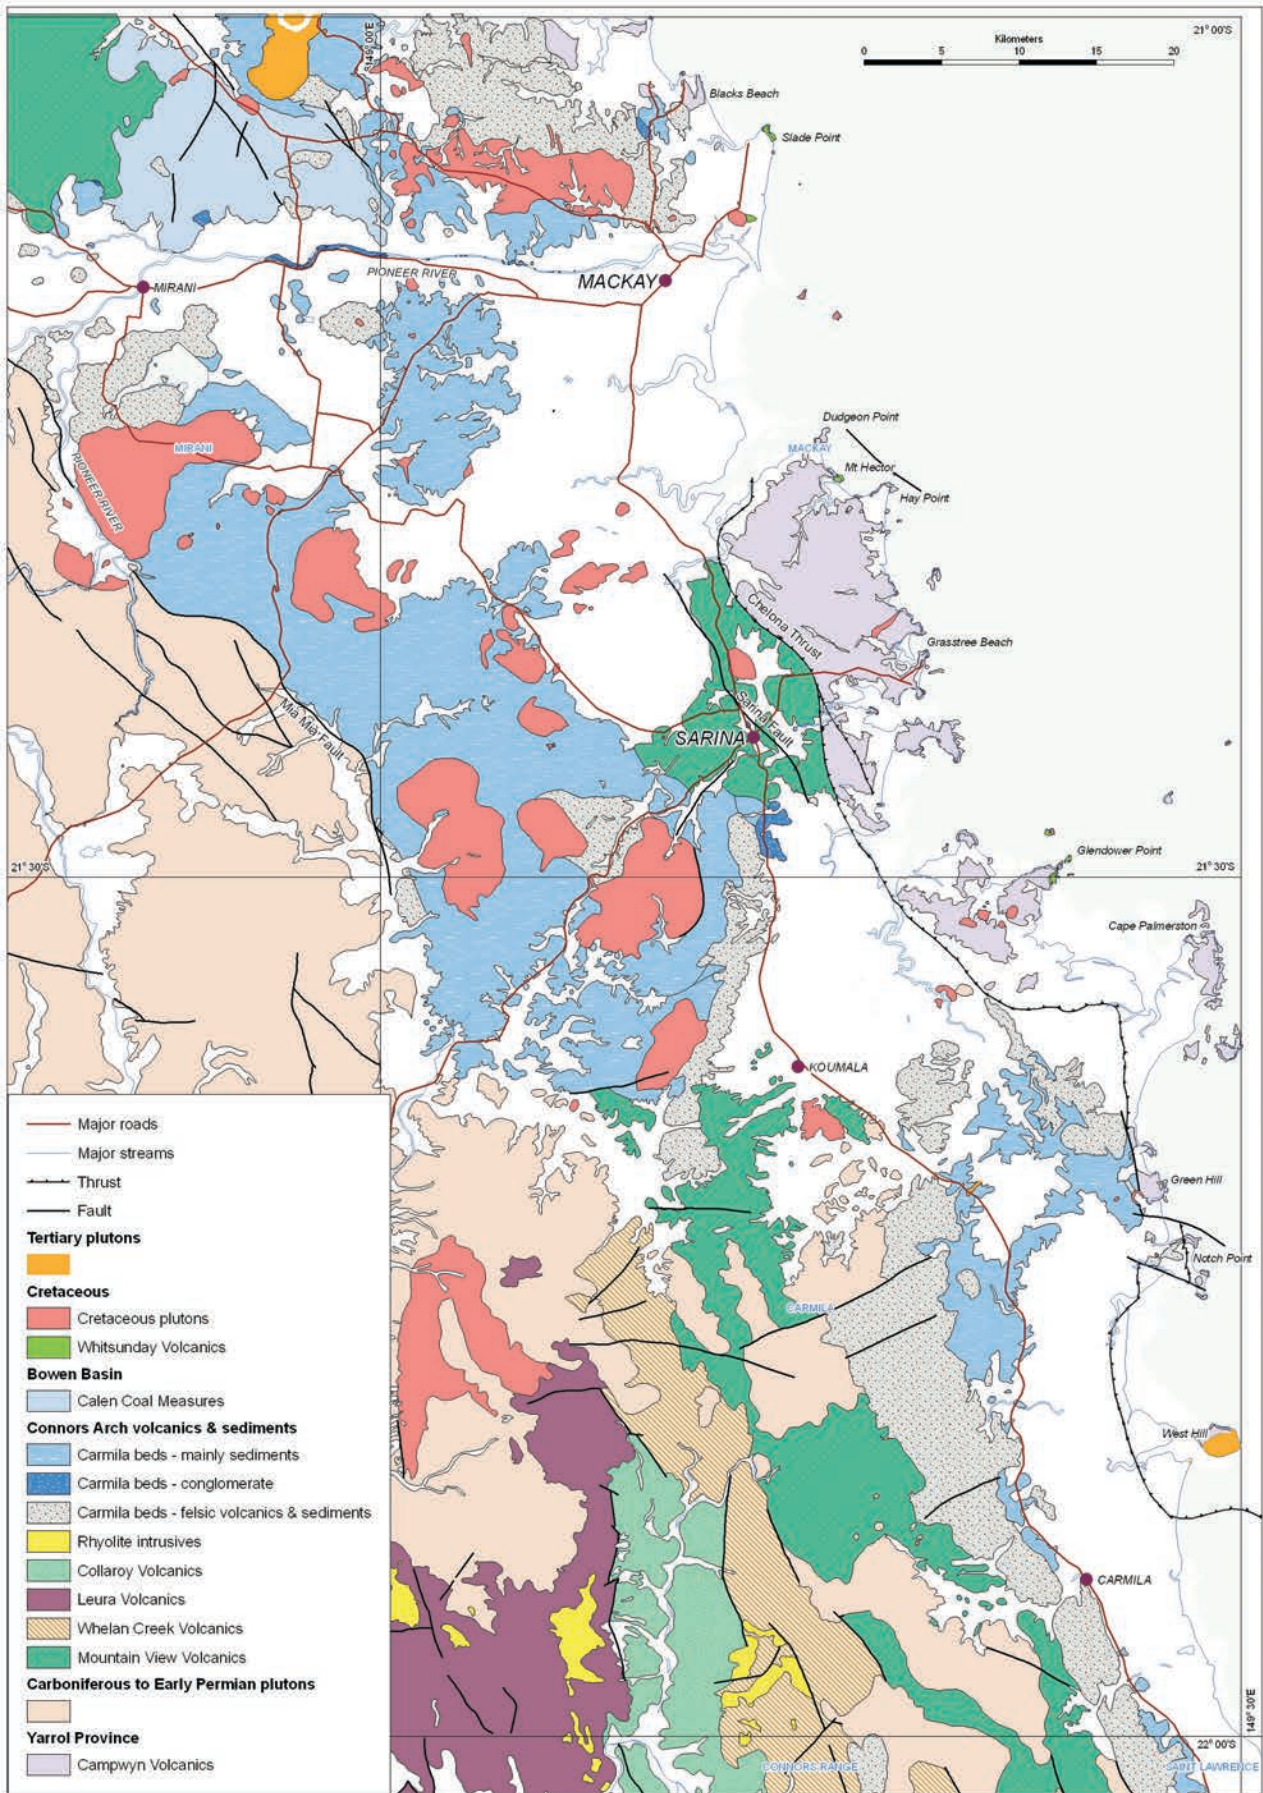 21° 00'S
Kilometers
0 5 10 15 20
149° 00'E
Blacks Beach
Slade Point
PIONEER RIVER
MACKAY
MIRANI
Dudgeon Point
MACKAY
MIRANI
Mt Hector
Hay Point
PIONEER RIVER
Chelona Thrust
Grasstree Beach
Mia Mia Fault
Sarina Fault
SARINA
Glendower Point
21° 30'S
21° 30'S
Cape Palmerston
KOUMALA
Green Hill
Notch Point
CARMILA
West Hill
CARMILA
149° 30'E
22° 00'S
CONNORS RANGE
SAINT LAWRENCE
Major roads
Major streams
Thrust
Fault
Tertiary plutons
Cretaceous
Cretaceous plutons
Whitsunday Volcanics
Bowen Basin
Calen Coal Measures
Connors Arch volcanics & sediments
Carmila beds - mainly sediments
Carmila beds - conglomerate
Carmila beds - felsic volcanics & sediments
Rhyolite intrusives
Collaroy Volcanics
Leura Volcanics
Whelan Creek Volcanics
Mountain View Volcanics
Carboniferous to Early Permian plutons
Yarrol Province
Campwyn Volcanics